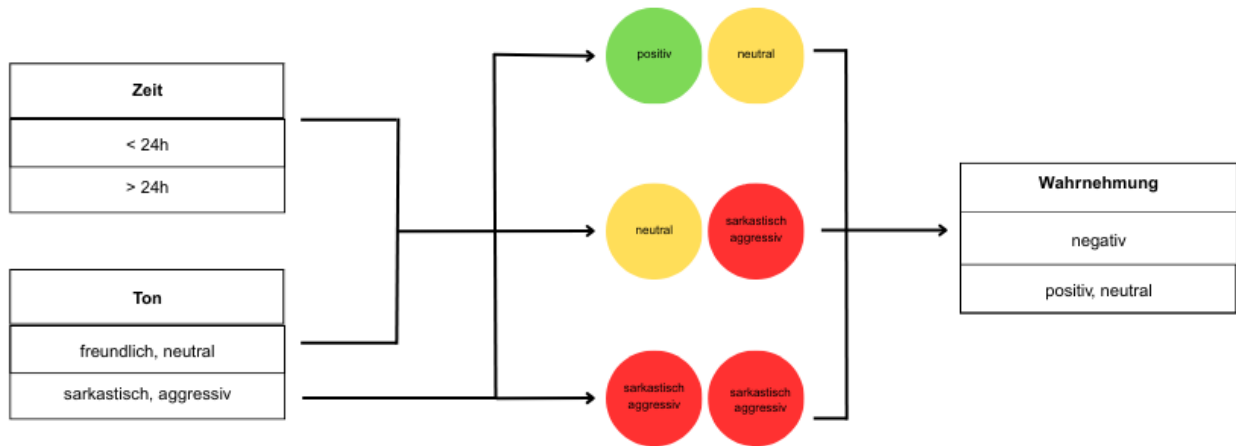 Zeit
< 24h
> 24h
Ton
freundlich, neutral
sarkastisch, aggressiv
positiv
neutral
neutral
sarkastisch
aggressiv
sarkastisch
aggressiv
sarkastisch
aggressiv
Wahrnehmung
negativ
positiv, neutral